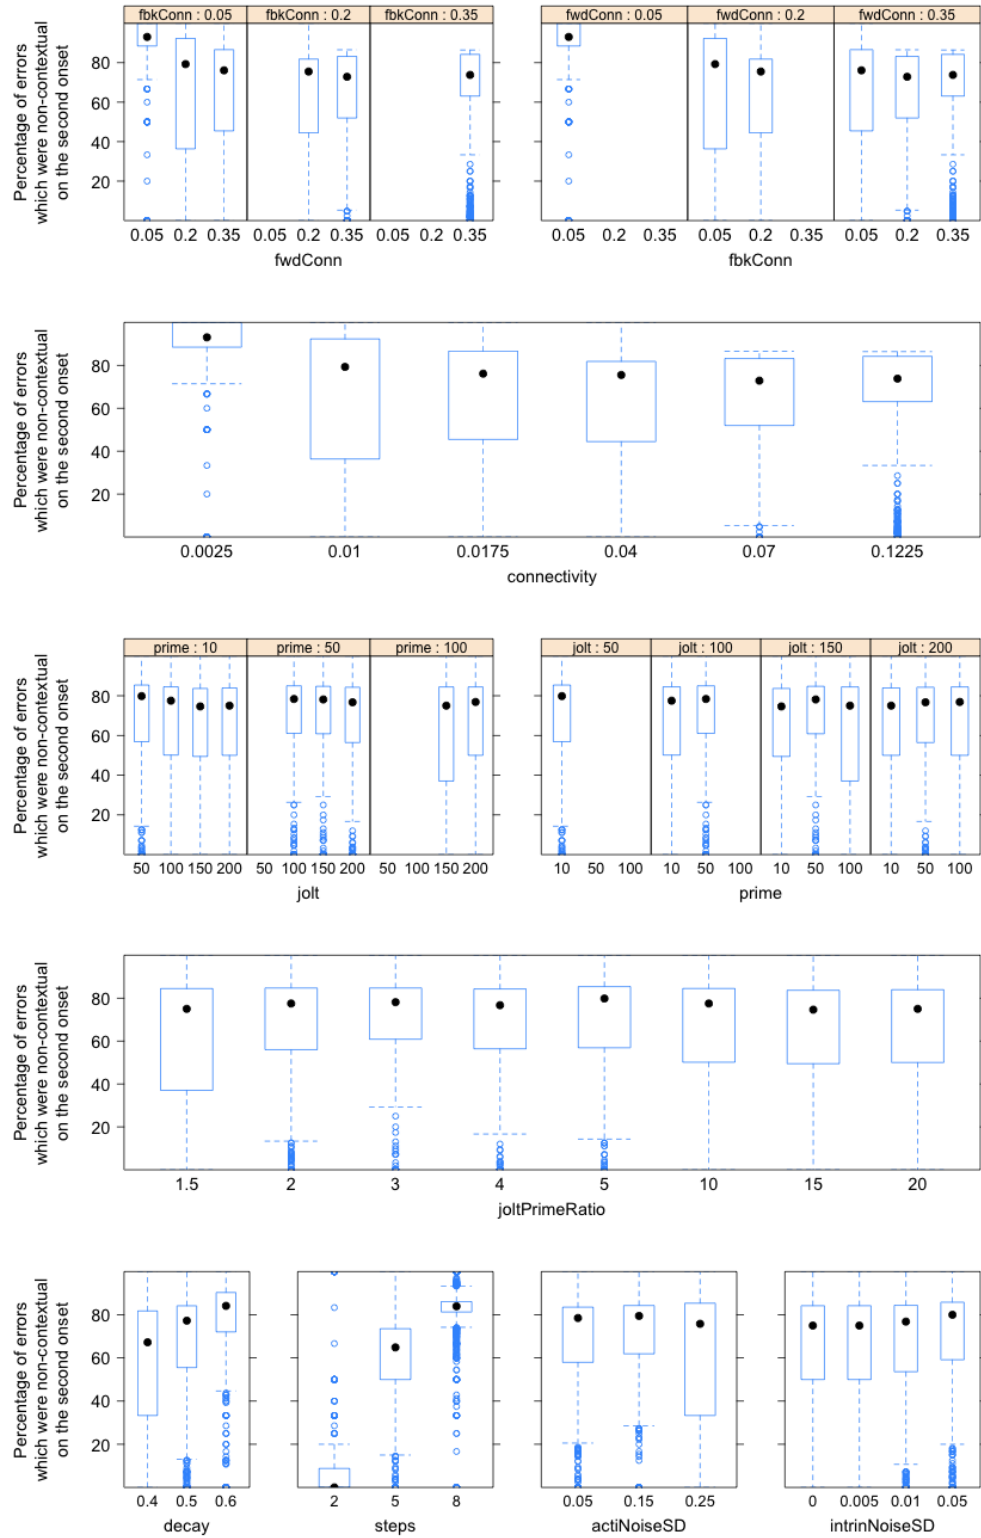 fbkConn : 0.05 fbkConn : 0.2 fbkConn : 0.35 fwdConn : 0.05 fwdConn : 0.2 fwdConn : 0.35
Percentage of errors
which were non-contextual
on the second onset
80
60
40
20
0.05 0.2 0.35 0.05 0.2 0.35 0.05 0.2 0.35 0.05 0.2 0.35 0.05 0.2 0.35 0.05 0.2 0.35
fwdConn fbkConn
Percentage of errors
which were non-contextual
on the second onset
80
60
40
20
0.0025 0.01 0.0175 0.04 0.07 0.1225
connectivity
prime : 10 prime : 50 prime : 100 jolt : 50 jolt : 100 jolt : 150 jolt : 200
Percentage of errors
which were non-contextual
on the second onset
80
60
40
20
50 100 150 200 50 100 150 200 50 100 150 200 10 50 100 10 50 100 10 50 100 10 50 100
jolt prime
Percentage of errors
which were non-contextual
on the second onset
80
60
40
20
1.5 2 3 4 5 10 15 20
joltPrimeRatio
Percentage of errors
which were non-contextual
on the second onset
80
60
40
20
0.4 0.5 0.6 2 5 8 0.05 0.15 0.25 0 0.005 0.01 0.05
decay steps actiNoiseSD intrinNoiseSD